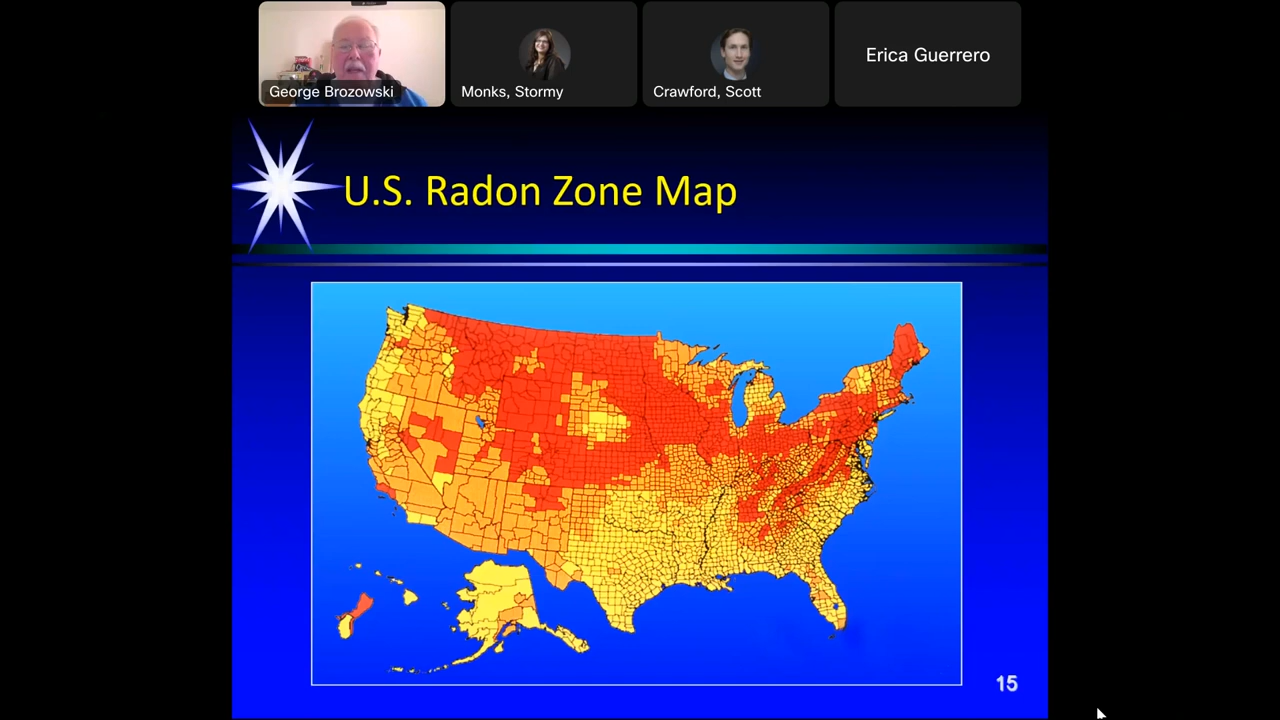 George Brozowski
Monks, Stormy
Crawford, Scott
Erica Guerrero
U.S. Radon Zone Map
15